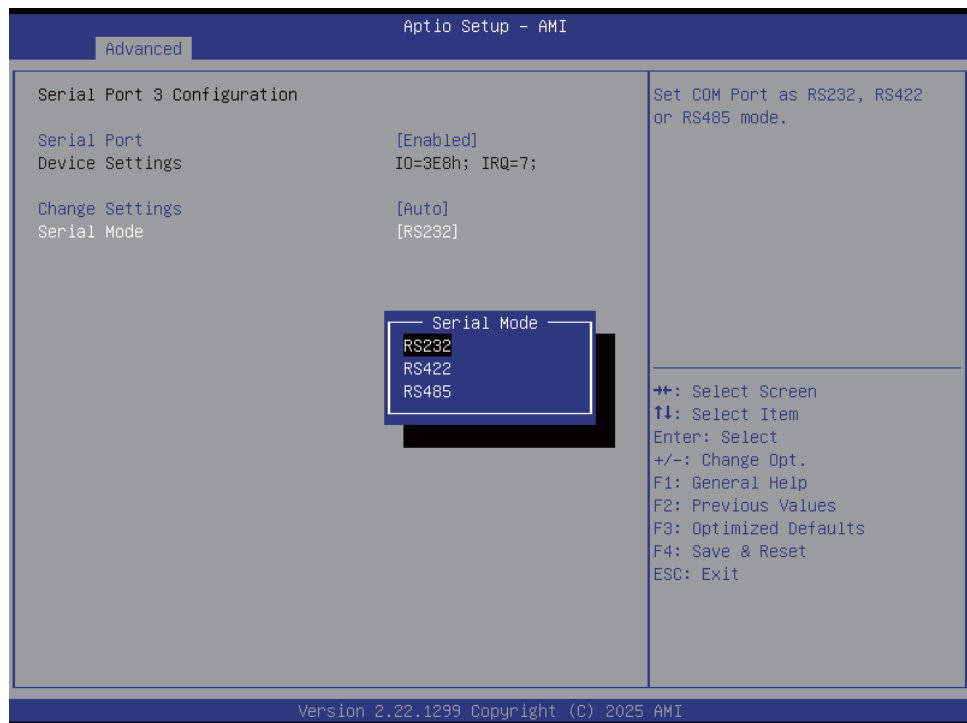 Aptio Setup – AMI
Advanced
Serial Port 3 Configuration
Serial Port [Enabled]
Device Settings IO=3E8h; IRQ=7;
Change Settings [Auto]
Serial Mode [RS232]
Serial Mode
RS232
RS422
RS485
Set COM Port as RS232, RS422
or RS485 mode.
→←: Select Screen
↑↓: Select Item
Enter: Select
+/-: Change Opt.
F1: General Help
F2: Previous Values
F3: Optimized Defaults
F4: Save & Reset
ESC: Exit
Version 2.22.1299 Copyright (C) 2025 AMI